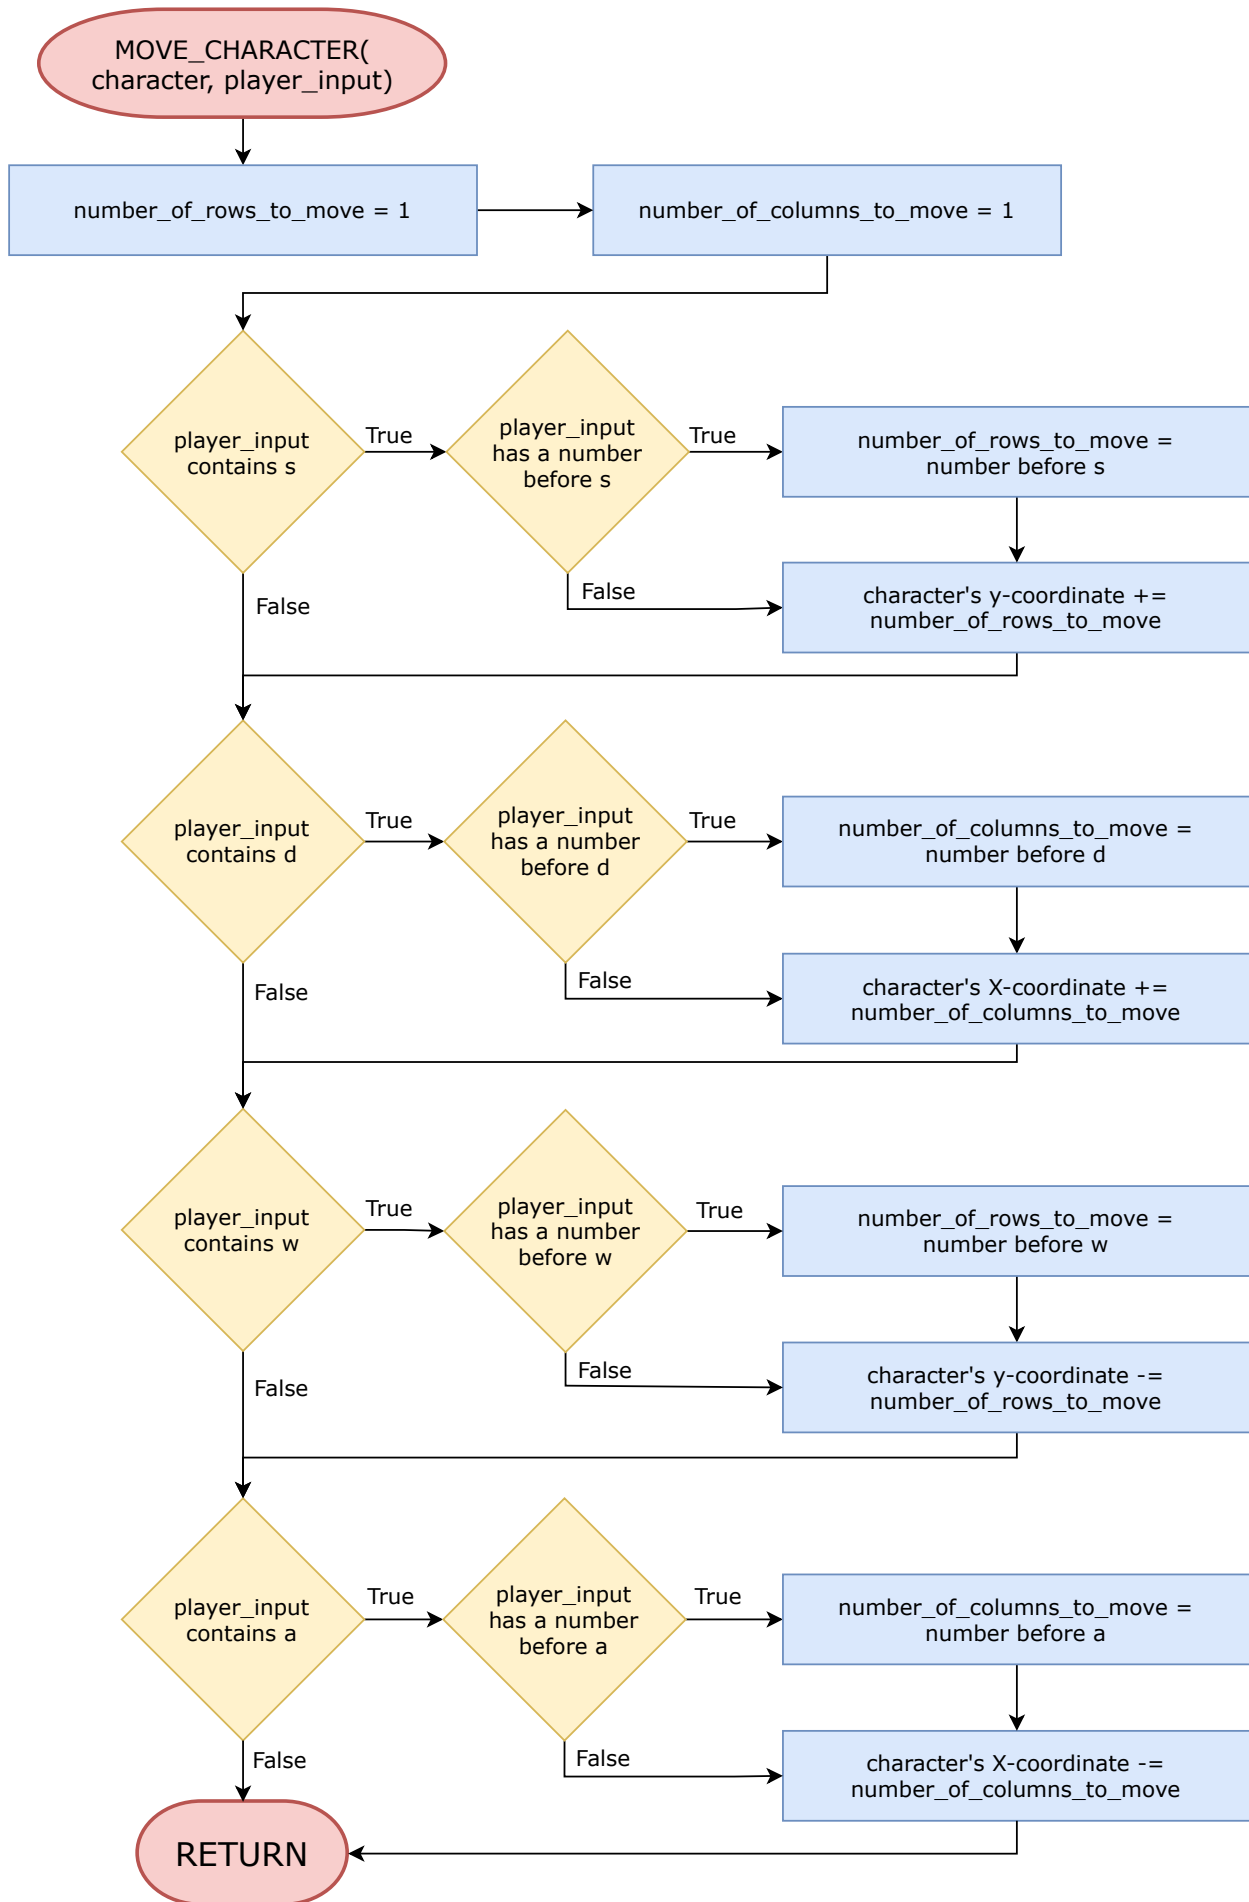 MOVE_CHARACTER(
character, player_input)
number_of_rows_to_move = 1
number_of_columns_to_move = 1
player_input
contains s
True
player_input
has a number
before s
True
number_of_rows_to_move =
number before s
False
False
character's y-coordinate +=
number_of_rows_to_move
player_input
contains d
True
player_input
has a number
before d
True
number_of_columns_to_move =
number before d
False
False
character's X-coordinate +=
number_of_columns_to_move
player_input
contains w
True
player_input
has a number
before w
True
number_of_rows_to_move =
number before w
False
False
character's y-coordinate -=
number_of_rows_to_move
player_input
contains a
True
player_input
has a number
before a
True
number_of_columns_to_move =
number before a
False
False
character's X-coordinate -=
number_of_columns_to_move
RETURN